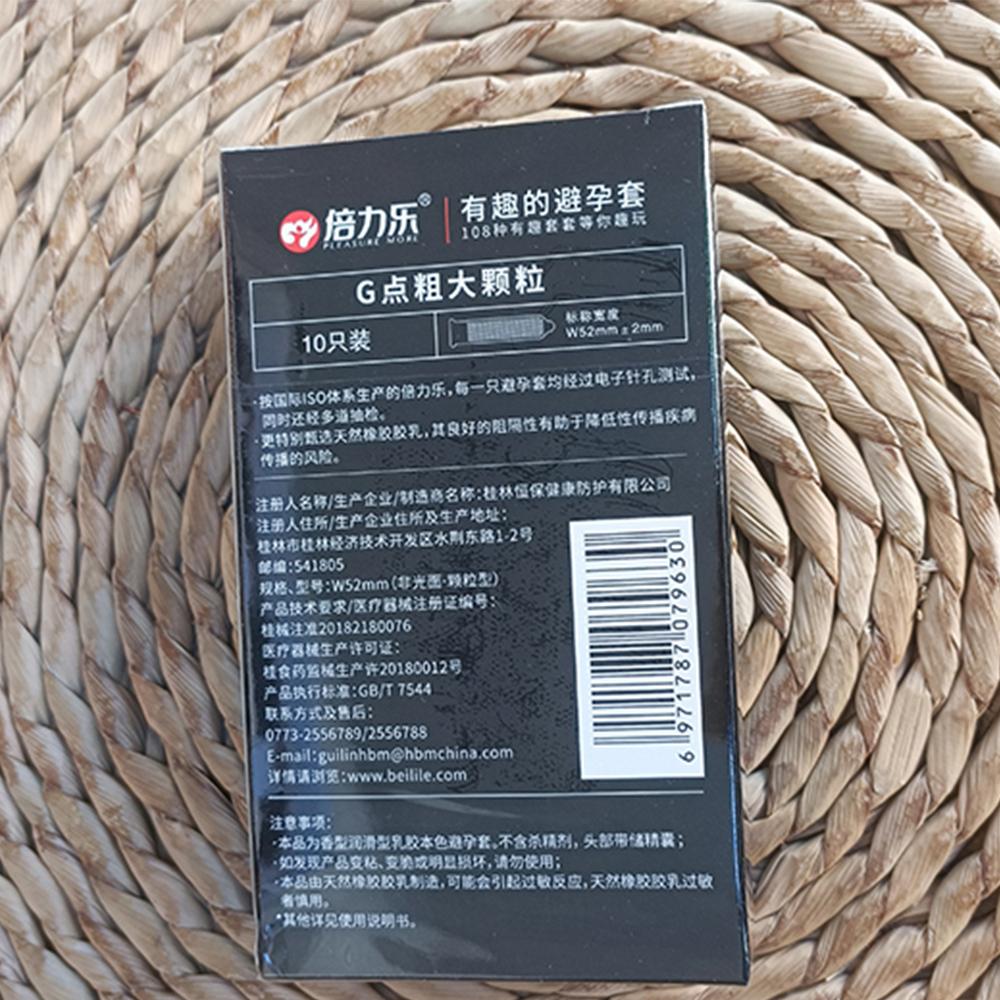 倍力乐®
PLEASURE MORE
有趣的避孕套
108种有趣套套等你趣玩
G点粗大颗粒
10只装
标称宽度
W52mm±2mm
·按国际ISO体系生产的倍力乐,每一只避孕套均经过电子针孔测试,
同时还经多道抽检。
·更特别甄选天然橡胶胶乳,其良好的阻隔性有助于降低性传播疾病
传播的风险。
注册人名称/生产企业/制造商名称:桂林恒保健康防护有限公司
注册人住所/生产企业住所及生产地址:
桂林市桂林经济技术开发区水荆东路1-2号
邮编:541805
规格、型号:W52mm(非光面·颗粒型)
产品技术要求/医疗器械注册证编号:
桂械注准20182180076
医疗器械生产许可证:
桂食药监械生产许20180012号
产品执行标准:GB/T 7544
联系方式及售后:
0773-2556789/2556788
E-mail:guilinhbm@hbmchina.com
详情请浏览:www.beilile.com
6 971787 079630
注意事项:
·本品为香型润滑型乳胶本色避孕套。不含杀精剂,头部带储精囊;
·如发现产品变粘、变脆或明显损坏,请勿使用;
·本品由天然橡胶胶乳制造,可能会引起过敏反应,天然橡胶胶乳过敏
者慎用。
*其他详见使用说明书。